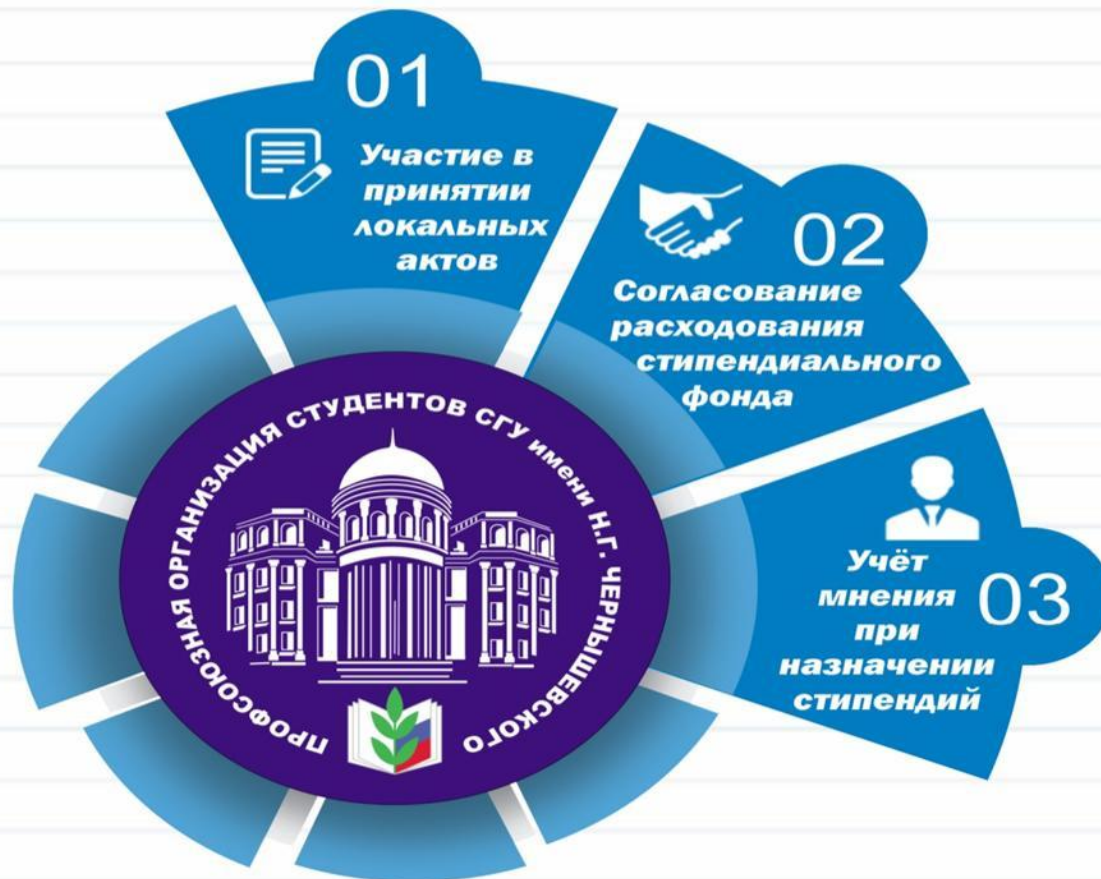 01
Участие в
принятии
локальных
актов
02
Согласование
расходования
стипендиального
фонда
03
Учёт
мнения
при
назначении
стипендий
ПРОФСОЮЗНАЯ ОРГАНИЗАЦИЯ СТУДЕНТОВ СГУ имени Н.Г. ЧЕРНЫШЕВСКОГО